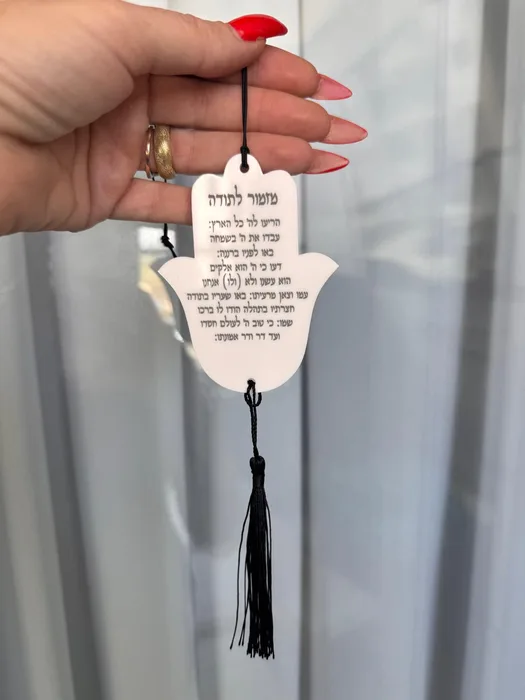 מזמור לתודה
הריעו לה' כל הארץ:
עבדו את ה' בשמחה
באו לפניו ברננה:
דעו כי ה' הוא אלקים
הוא עשנו ולא (ולו) אנחנו
עמו וצאן מרעיתו: באו שעריו בתודה
חצרתיו בתהלה הודו לו ברכו
שמו: כי טוב ה' לעולם חסדו
ועד דר ודר אמונתו: